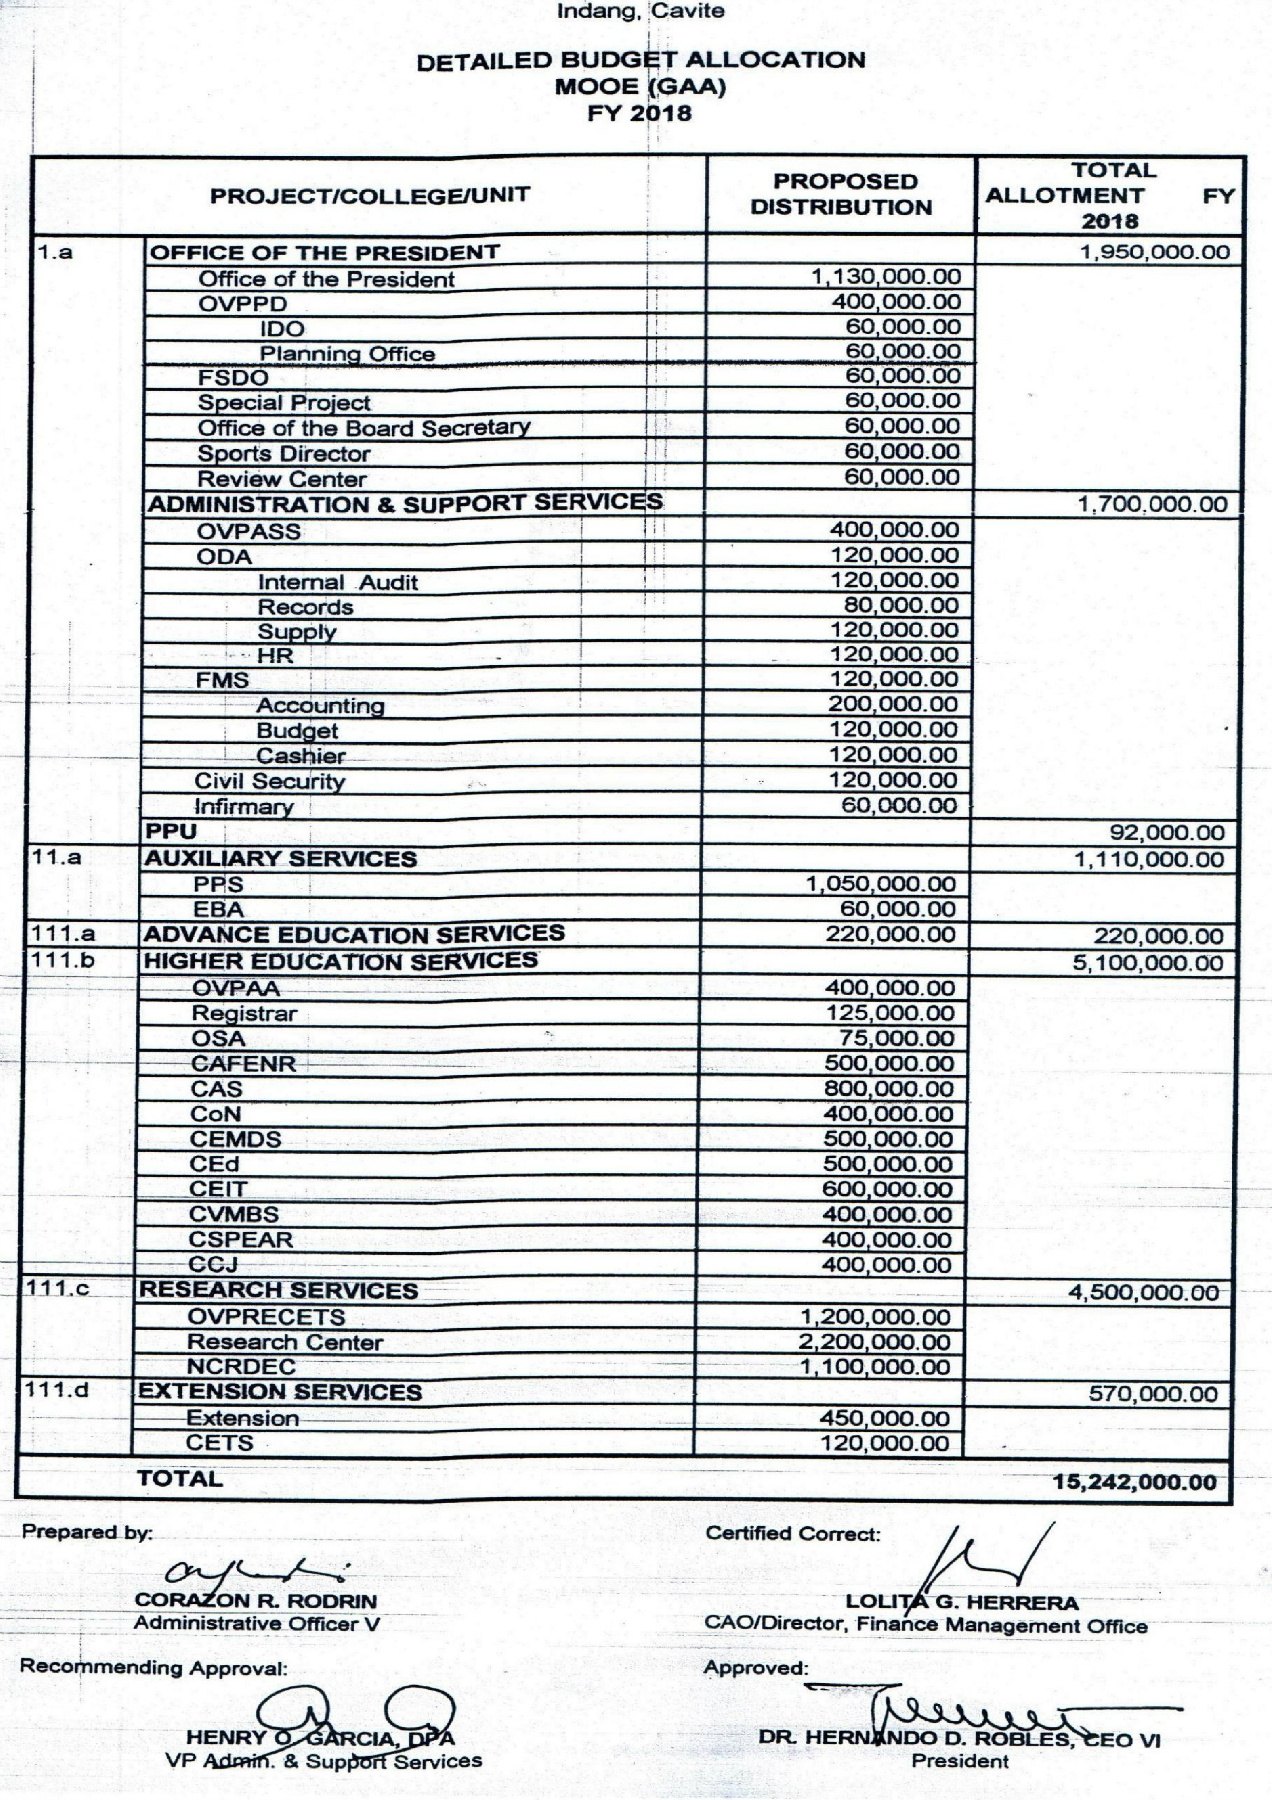 Indang, Cavite
DETAILED BUDGET ALLOCATION
MOOE (GAA)
FY 2018
PROJECT/COLLEGE/UNIT PROPOSED DISTRIBUTION TOTAL ALLOTMENT FY 2018
1.a OFFICE OF THE PRESIDENT 1,950,000.00
Office of the President 1,130,000.00
OVPPD 400,000.00
IDO 60,000.00
Planning Office 60,000.00
FSDO 60,000.00
Special Project 60,000.00
Office of the Board Secretary 60,000.00
Sports Director 60,000.00
Review Center 60,000.00
ADMINISTRATION & SUPPORT SERVICES 1,700,000.00
OVPASS 400,000.00
ODA 120,000.00
Internal Audit 120,000.00
Records 80,000.00
Supply 120,000.00
HR 120,000.00
FMS 120,000.00
Accounting 200,000.00
Budget 120,000.00
Cashier 120,000.00
Civil Security 120,000.00
Infirmary 60,000.00
PPU 92,000.00
11.a AUXILIARY SERVICES 1,110,000.00
PPS 1,050,000.00
EBA 60,000.00
111.a ADVANCE EDUCATION SERVICES 220,000.00 220,000.00
111.b HIGHER EDUCATION SERVICES 5,100,000.00
OVPAA 400,000.00
Registrar 125,000.00
OSA 75,000.00
CAFENR 500,000.00
CAS 800,000.00
CoN 400,000.00
CEMDS 500,000.00
CEd 500,000.00
CEIT 600,000.00
CVMBS 400,000.00
CSPEAR 400,000.00
CCJ 400,000.00
111.c RESEARCH SERVICES 4,500,000.00
OVPRECETS 1,200,000.00
Research Center 2,200,000.00
NCRDEC 1,100,000.00
111.d EXTENSION SERVICES 570,000.00
Extension 450,000.00
CETS 120,000.00
TOTAL 15,242,000.00
Prepared by: Certified Correct:
CORAZON R. RODRIN LOLITA G. HERRERA
Administrative Officer V CAO/Director, Finance Management Office
Recommending Approval: Approved:
HENRY O. GARCIA, DPA DR. HERNANDO D. ROBLES, CEO VI
VP Admin. & Support Services President